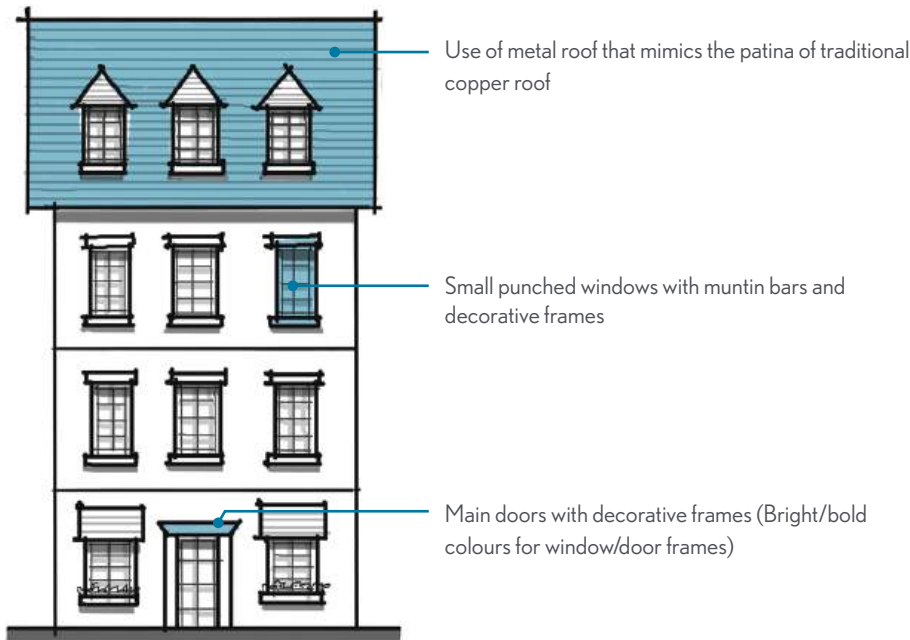 Use of metal roof that mimics the patina of traditional
copper roof
Small punched windows with muntin bars and
decorative frames
Main doors with decorative frames (Bright/bold
colours for window/door frames)